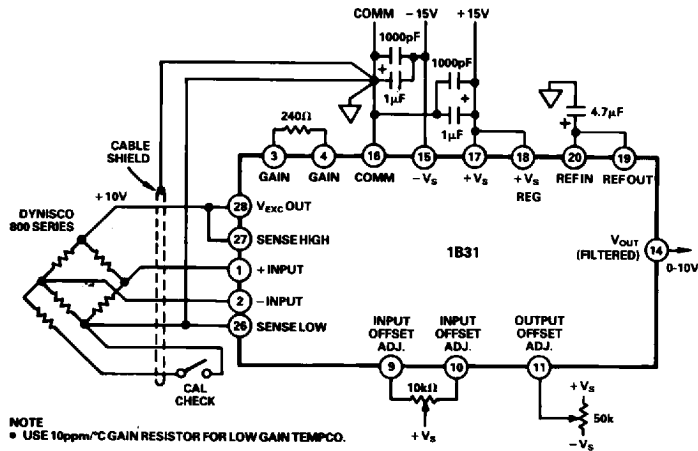 COMM
−15V
+15V
1000pF
1000pF
+
+
1µF
1µF
4.7µF
+
240Ω
CABLE
SHIELD
3
4
16
15
17
18
20
19
GAIN
GAIN
COMM
−VS
+VS
+VS
REG
REF IN
REF OUT
+10V
DYNISCO
800 SERIES
28
VEXC OUT
27
SENSE HIGH
1
+INPUT
2
−INPUT
26
SENSE LOW
1B31
VOUT
(FILTERED)
14
0-10V
INPUT
OFFSET
ADJ.
INPUT
OFFSET
ADJ.
OUTPUT
OFFSET
ADJ.
9
10
11
10kΩ
+VS
+VS
50k
−VS
CAL
CHECK
NOTE
• USE 10ppm/°C GAIN RESISTOR FOR LOW GAIN TEMPCO.